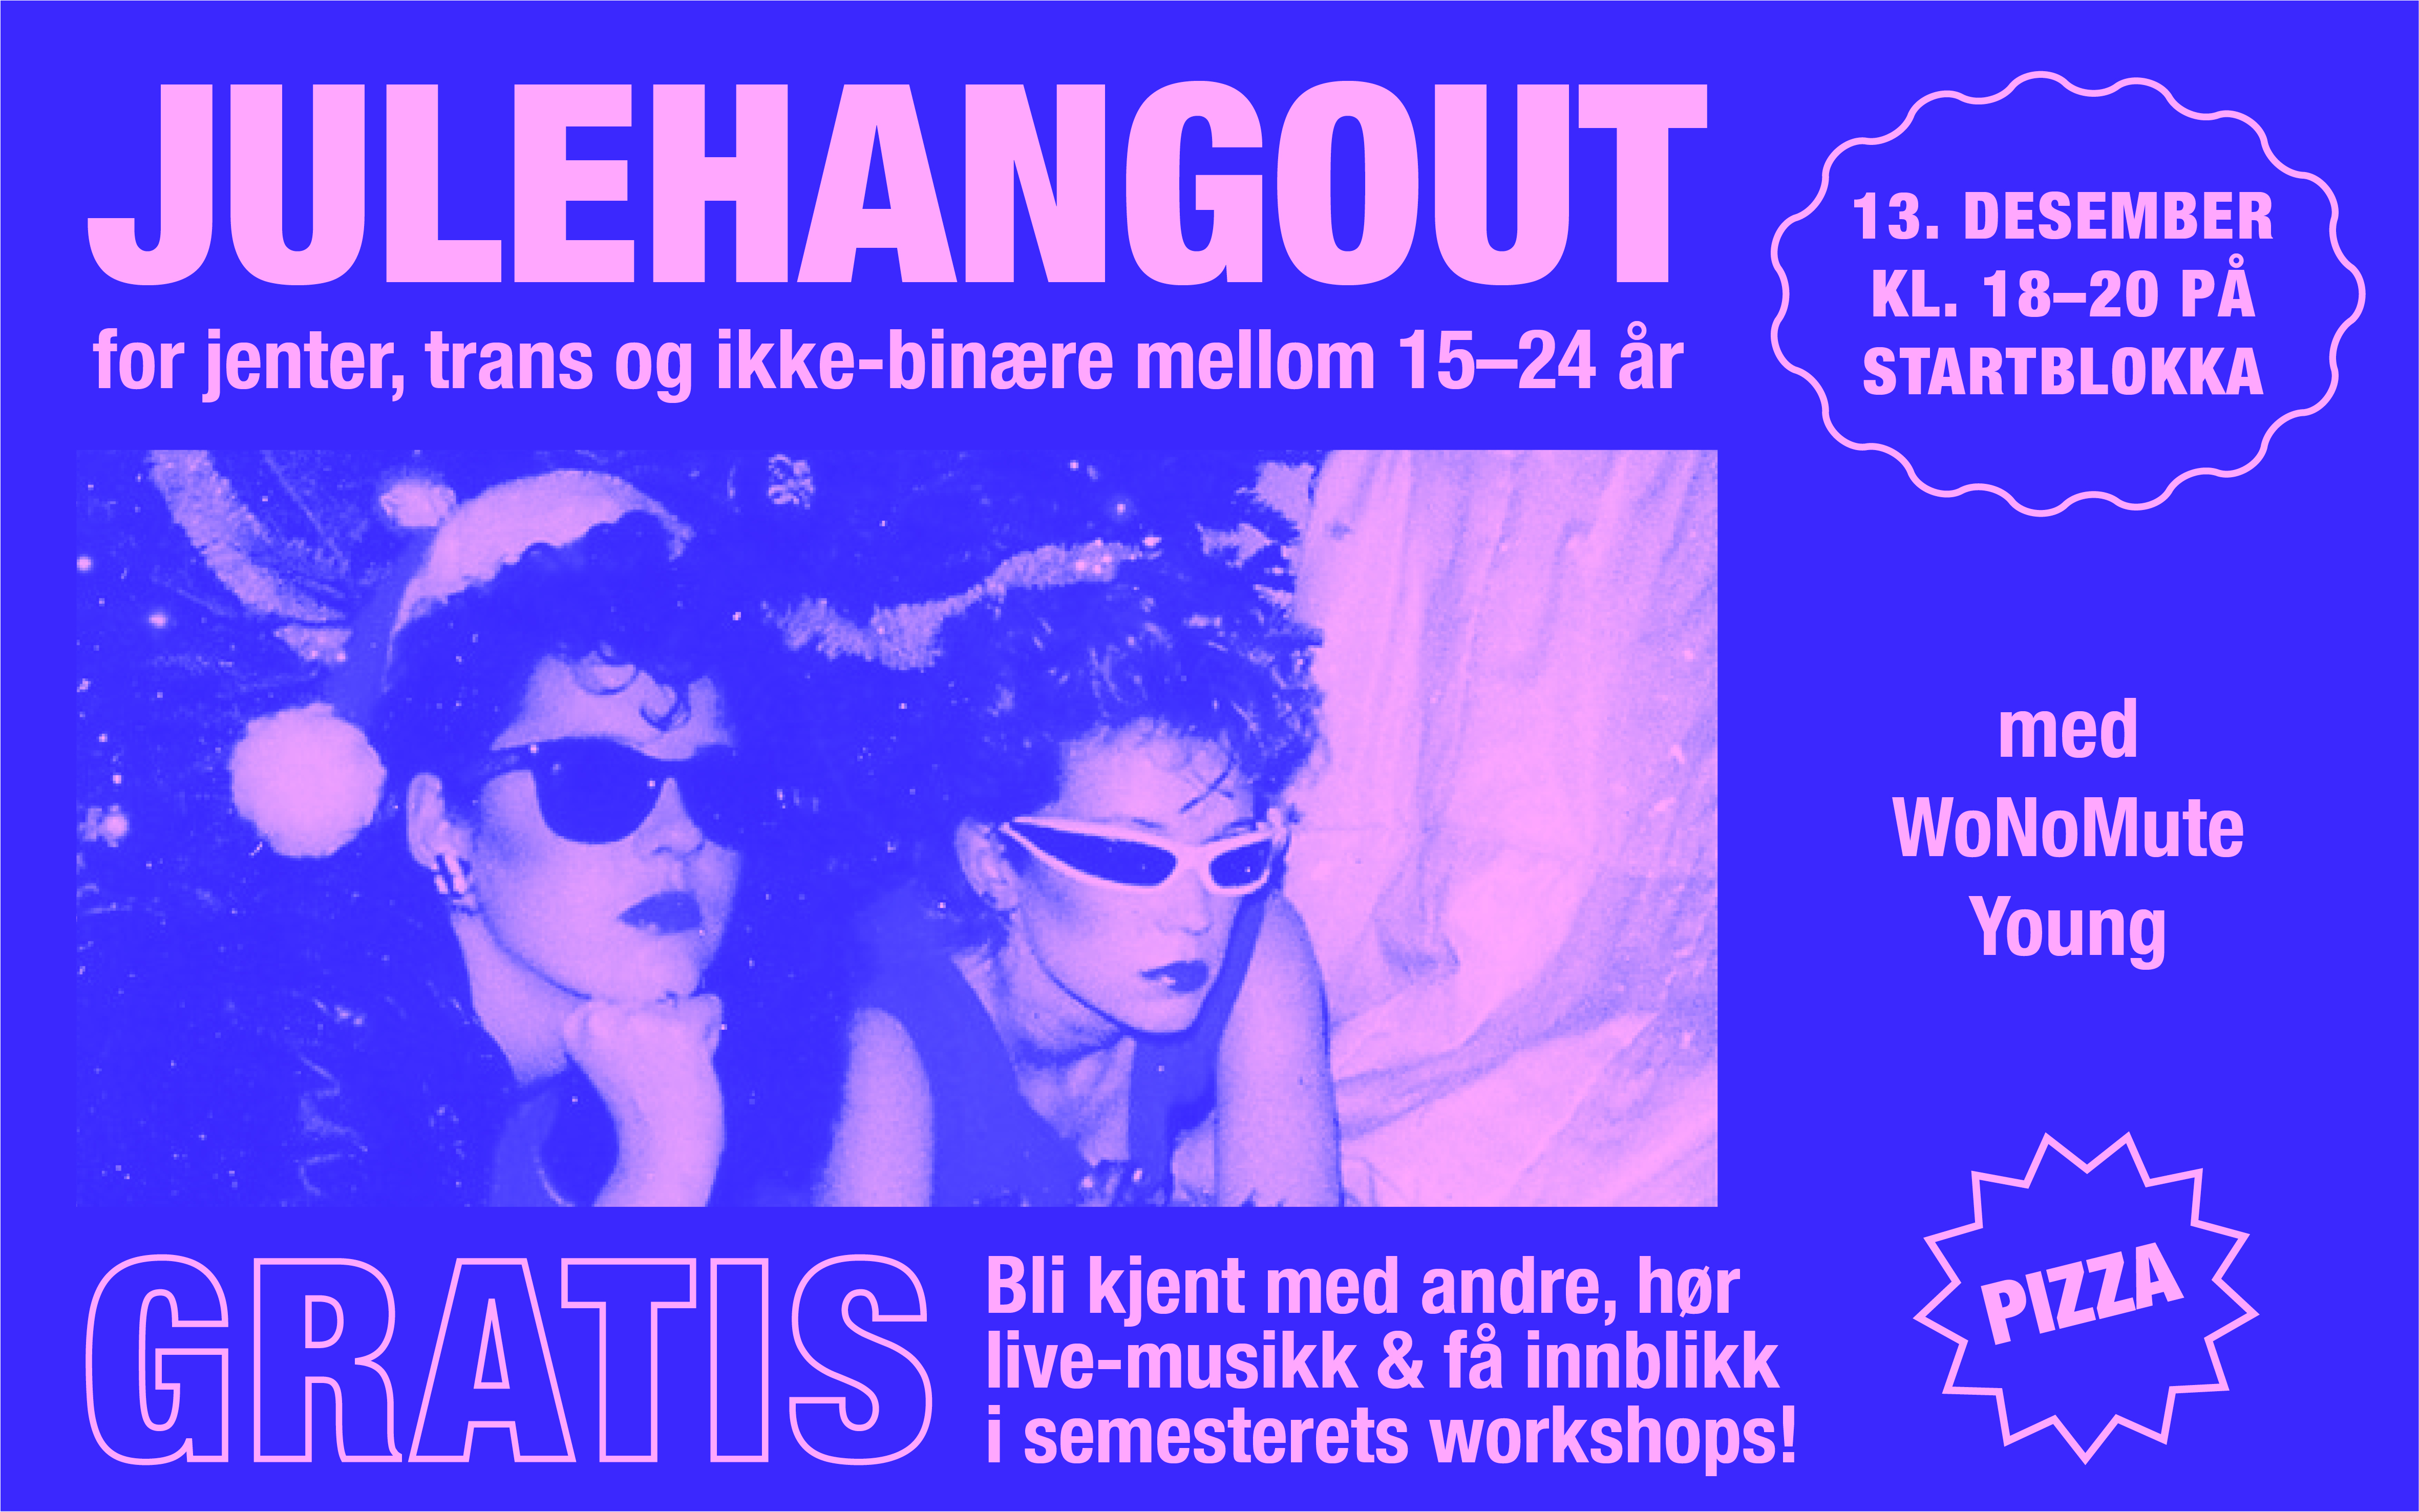 JULEHANGOUT
for jenter, trans og ikke-binære mellom 15–24 år
13. DESEMBER
KL. 18–20 PÅ
STARTBLOKKA
med
WoNoMute
Young
GRATIS
Bli kjent med andre, hør
live-musikk & få innblikk
i semesterets workshops!
PIZZA